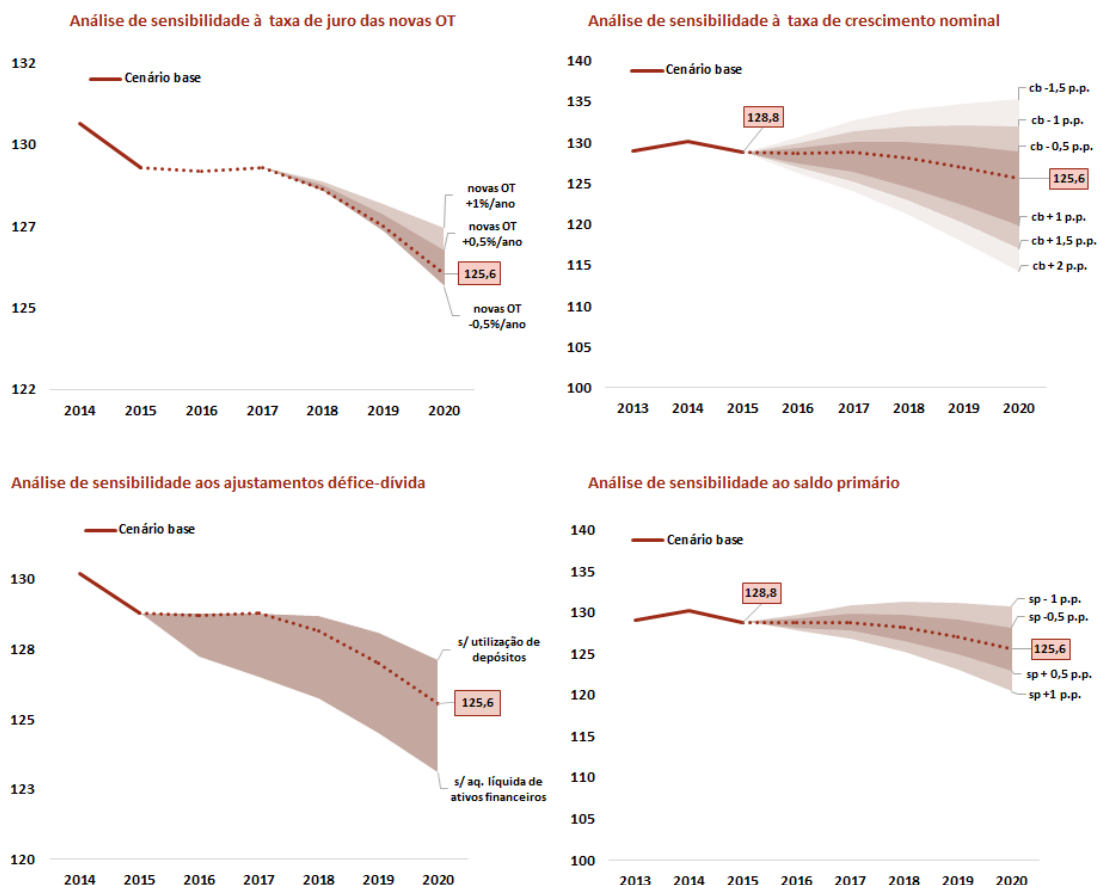 Análise de sensibilidade à taxa de juro das novas OT
132
130
127
125
122
Cenário base
novas OT
+1%/ano
novas OT
+0,5%/ano
125,6
novas OT
-0,5%/ano
2014 2015 2016 2017 2018 2019 2020
Análise de sensibilidade à taxa de crescimento nominal
140
135
130
125
120
115
110
105
100
Cenário base
128,8
cb -1,5 p.p.
cb - 1 p.p.
cb - 0,5 p.p.
125,6
cb + 1 p.p.
cb + 1,5 p.p.
cb + 2 p.p.
2013 2014 2015 2016 2017 2018 2019 2020
Análise de sensibilidade aos ajustamentos défice-dívida
Cenário base
130
128
125
123
120
s/ utilização de
depósitos
125,6
s/ aq. líquida de
ativos financeiros
2014 2015 2016 2017 2018 2019 2020
Análise de sensibilidade ao saldo primário
140
135
130
125
120
115
110
105
100
Cenário base
128,8
sp - 1 p.p.
sp -0,5 p.p.
125,6
sp + 0,5 p.p.
sp +1 p.p.
2013 2014 2015 2016 2017 2018 2019 2020